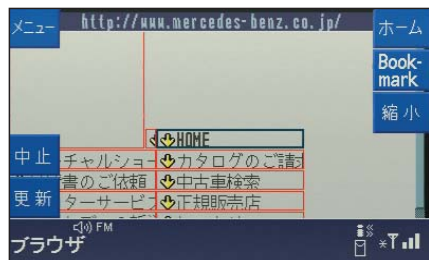 メニュー
http://www.mercedes-benz.co.jp/
ホーム
Book-
mark
縮小
HOME
中止
チャルショー
カタログのご請求
書のご依頼
中古車検索
更新
ターサービス
正規販売店
FM
ブラウザ